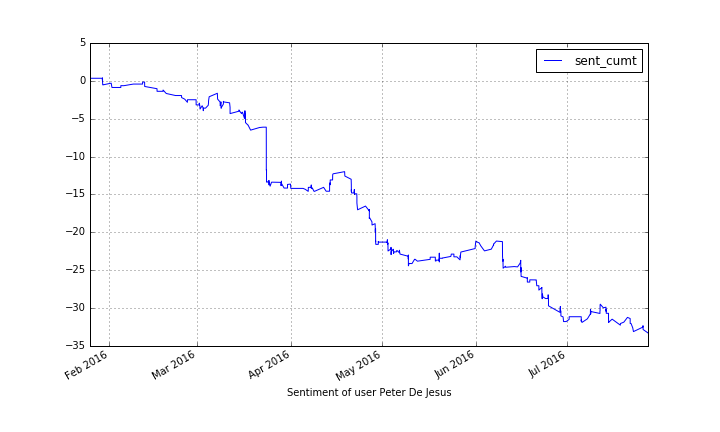 sent_cumt
5
0
−5
−10
−15
−20
−25
−30
−35
Feb 2016
Mar 2016
Apr 2016
May 2016
Jun 2016
Jul 2016
Sentiment of user Peter De Jesus